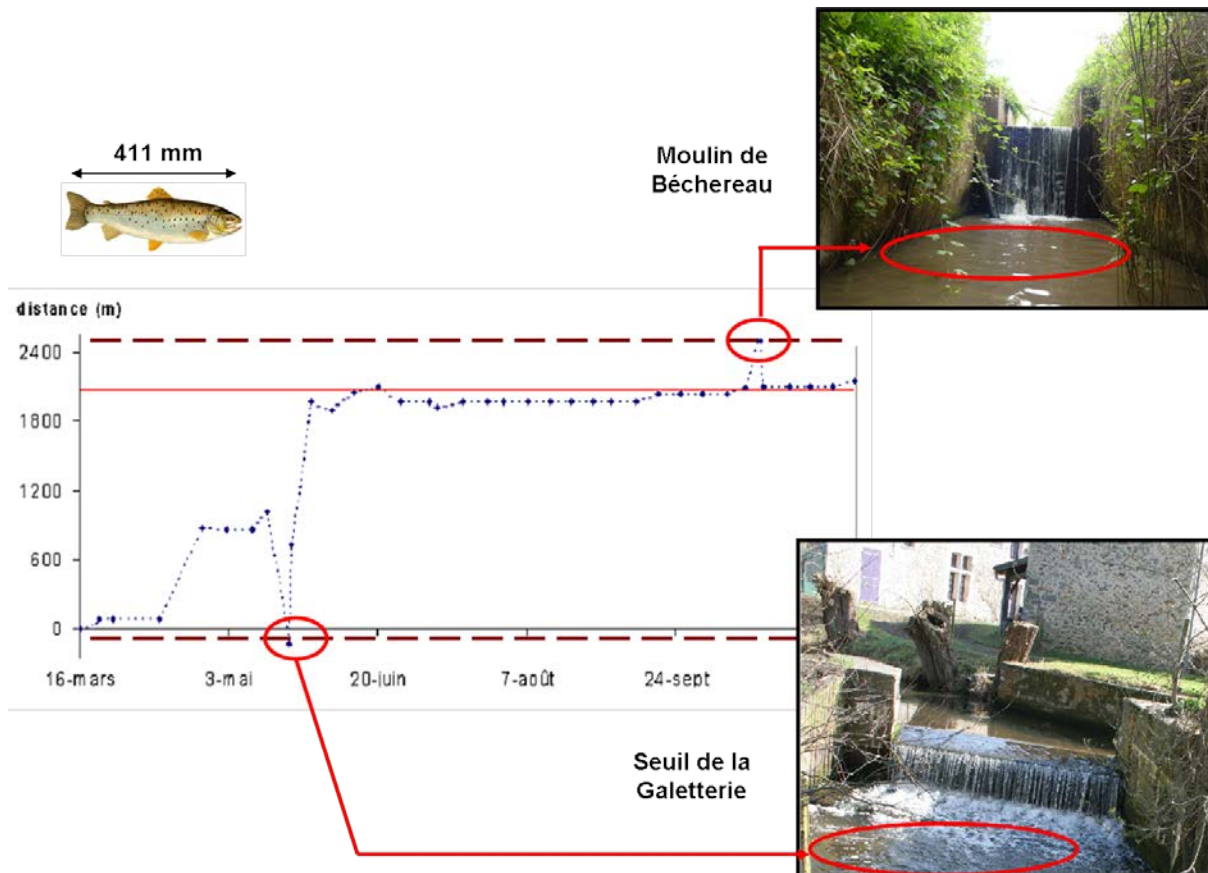 411 mm
Moulin de
Béchereau
distance (m)
2400
1800
1200
600
0
16-mars
3-mai
20-juin
7-août
24-sept
Seuil de la
Galetterie